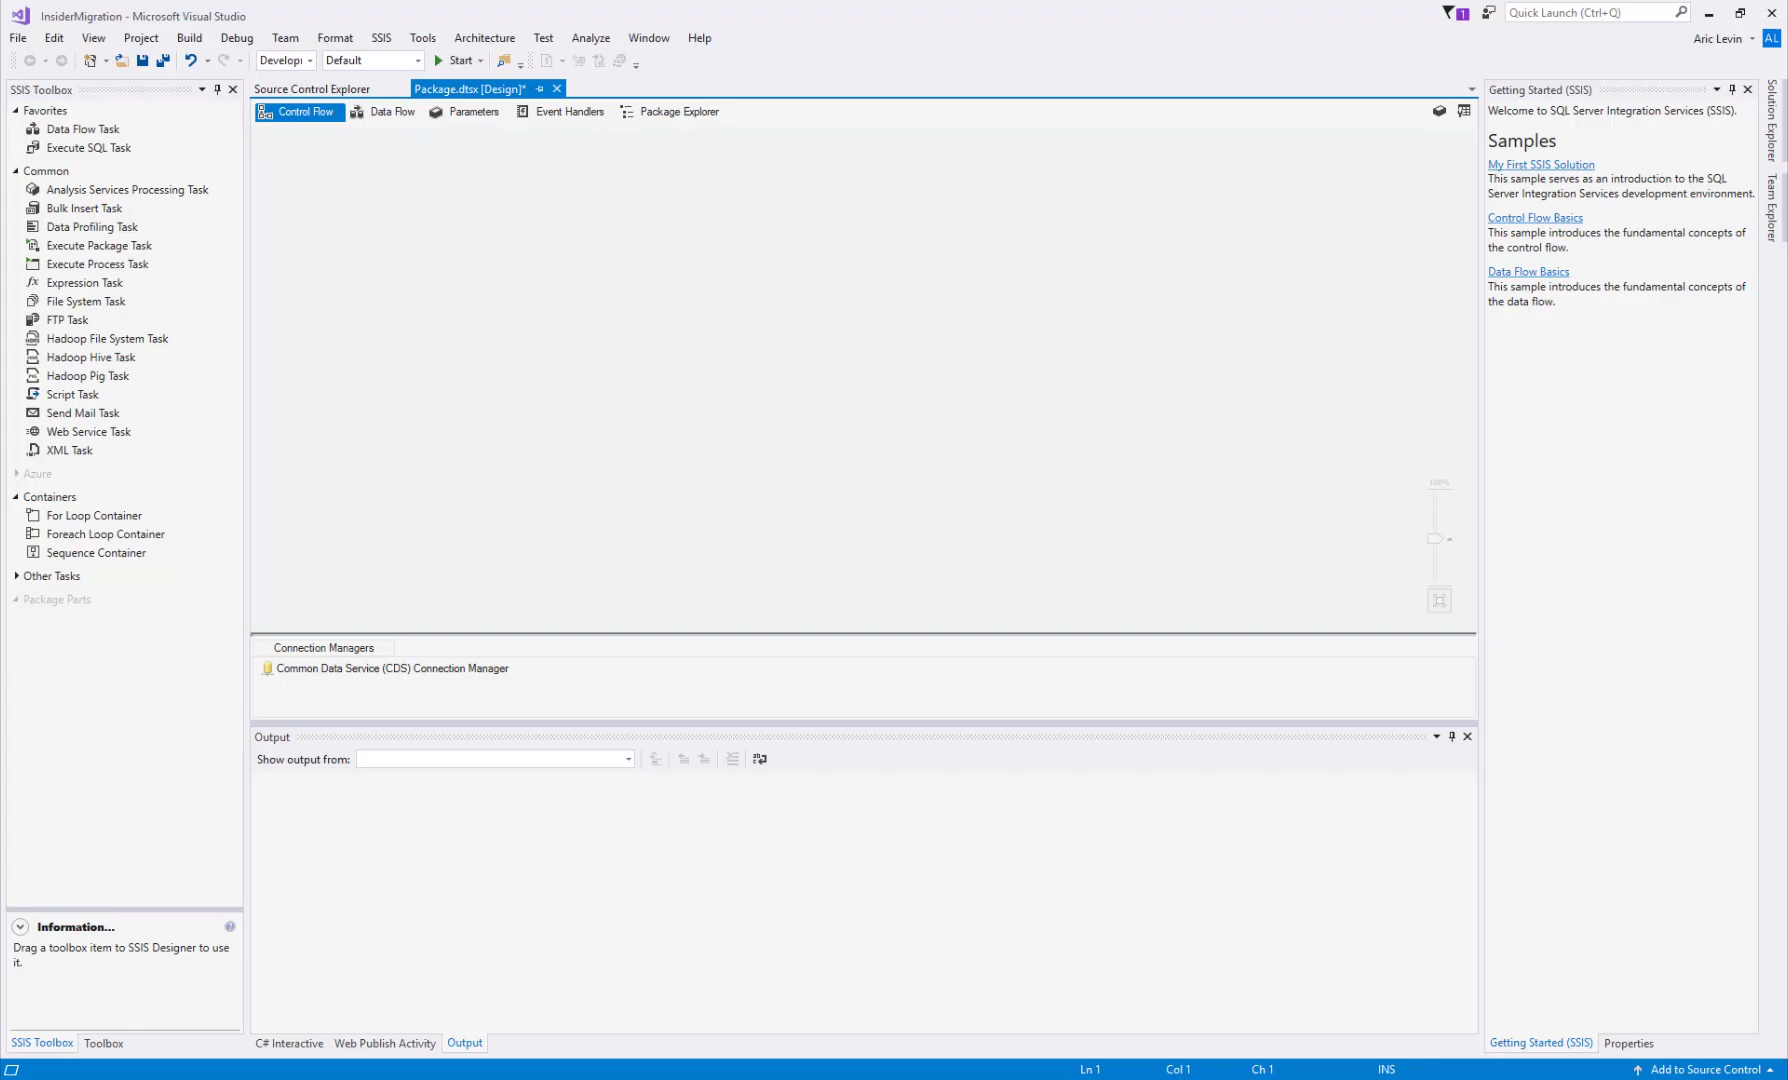 InsiderMigration - Microsoft Visual Studio
1
Quick Launch (Ctrl+Q)
File Edit View Project Build Debug Team Format SSIS Tools Architecture Test Analyze Window Help
Aric Levin AL
Develop Default Start
SSIS Toolbox
Favorites
Data Flow Task
Execute SQL Task
Common
Analysis Services Processing Task
Bulk Insert Task
Data Profiling Task
Execute Package Task
Execute Process Task
Expression Task
File System Task
FTP Task
Hadoop File System Task
Hadoop Hive Task
Hadoop Pig Task
Script Task
Send Mail Task
Web Service Task
XML Task
Azure
Containers
For Loop Container
Foreach Loop Container
Sequence Container
Other Tasks
Package Parts
Information...
Drag a toolbox item to SSIS Designer to use
it.
SSIS Toolbox Toolbox
Source Control Explorer Package.dtsx [Design]*
Control Flow Data Flow Parameters Event Handlers Package Explorer
100%
Connection Managers
Common Data Service (CDS) Connection Manager
Output
Show output from:
C# Interactive Web Publish Activity Output
Getting Started (SSIS)
Welcome to SQL Server Integration Services (SSIS).
Samples
My First SSIS Solution
This sample serves as an introduction to the SQL
Server Integration Services development environment.
Control Flow Basics
This sample introduces the fundamental concepts of
the control flow.
Data Flow Basics
This sample introduces the fundamental concepts of
the data flow.
Getting Started (SSIS) Properties
Solution Explorer
Team Explorer
Ln 1 Col 1 Ch 1 INS Add to Source Control